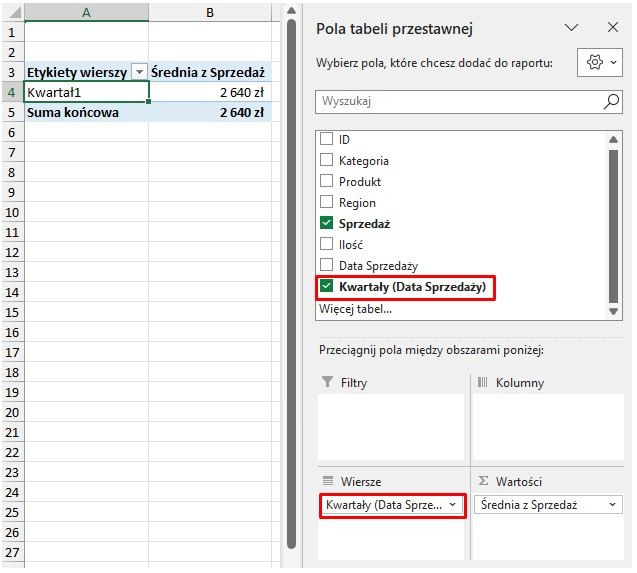 A B
1
2
3 Etykiety wierszy Średnia z Sprzedaż
4 Kwartał1 2 640 zł
5 Suma końcowa 2 640 zł
6
7
8
9
10
11
12
13
14
15
16
17
18
19
20
21
22
23
24
25
26
27
Pola tabeli przestawnej
Wybierz pola, które chcesz dodać do raportu:
Wyszukaj
ID
Kategoria
Produkt
Region
Sprzedaż
Ilość
Data Sprzedaży
Kwartały (Data Sprzedaży)
Więcej tabel...
Przeciągnij pola między obszarami poniżej:
Filtry
Kolumny
Wiersze
Kwartały (Data Sprze...
Σ Wartości
Średnia z Sprzedaż